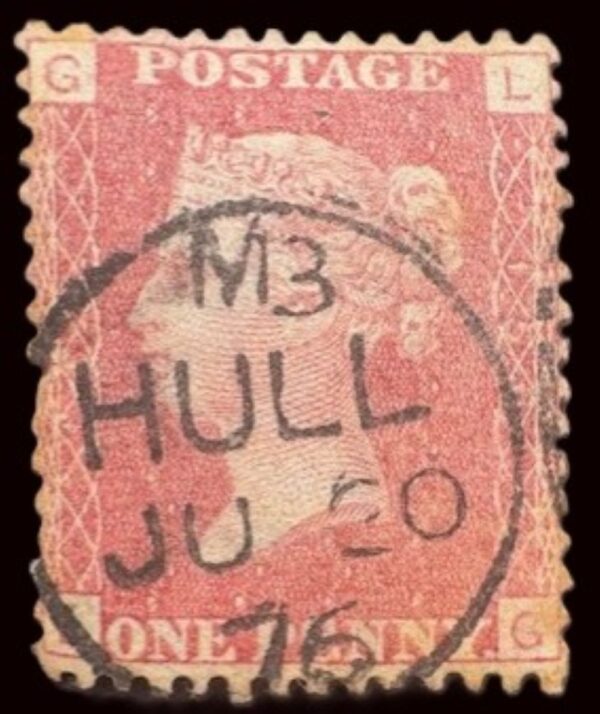 G POSTAGE L
M3
HULL
JU 20
76
ONE PENNY. G